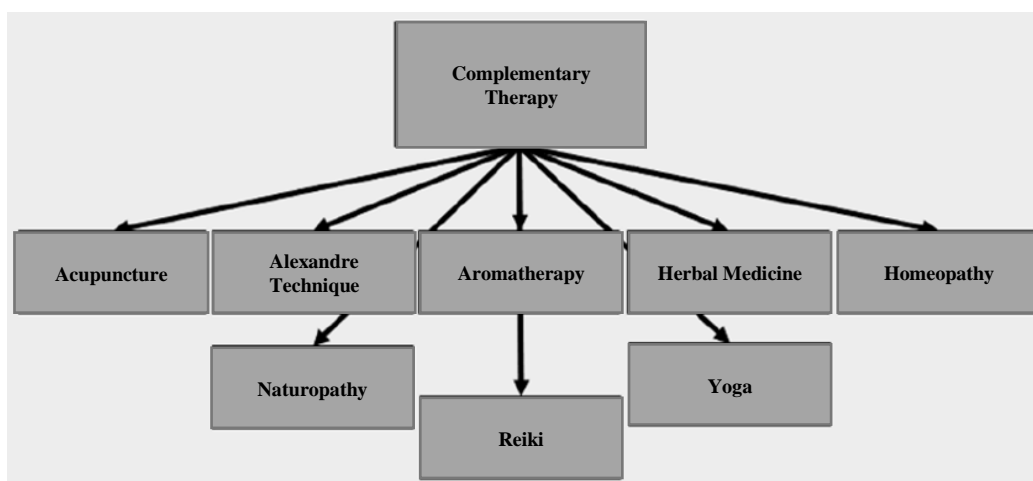 Complementary
Therapy
Acupuncture
Alexandre
Technique
Aromatherapy
Herbal Medicine
Homeopathy
Naturopathy
Reiki
Yoga